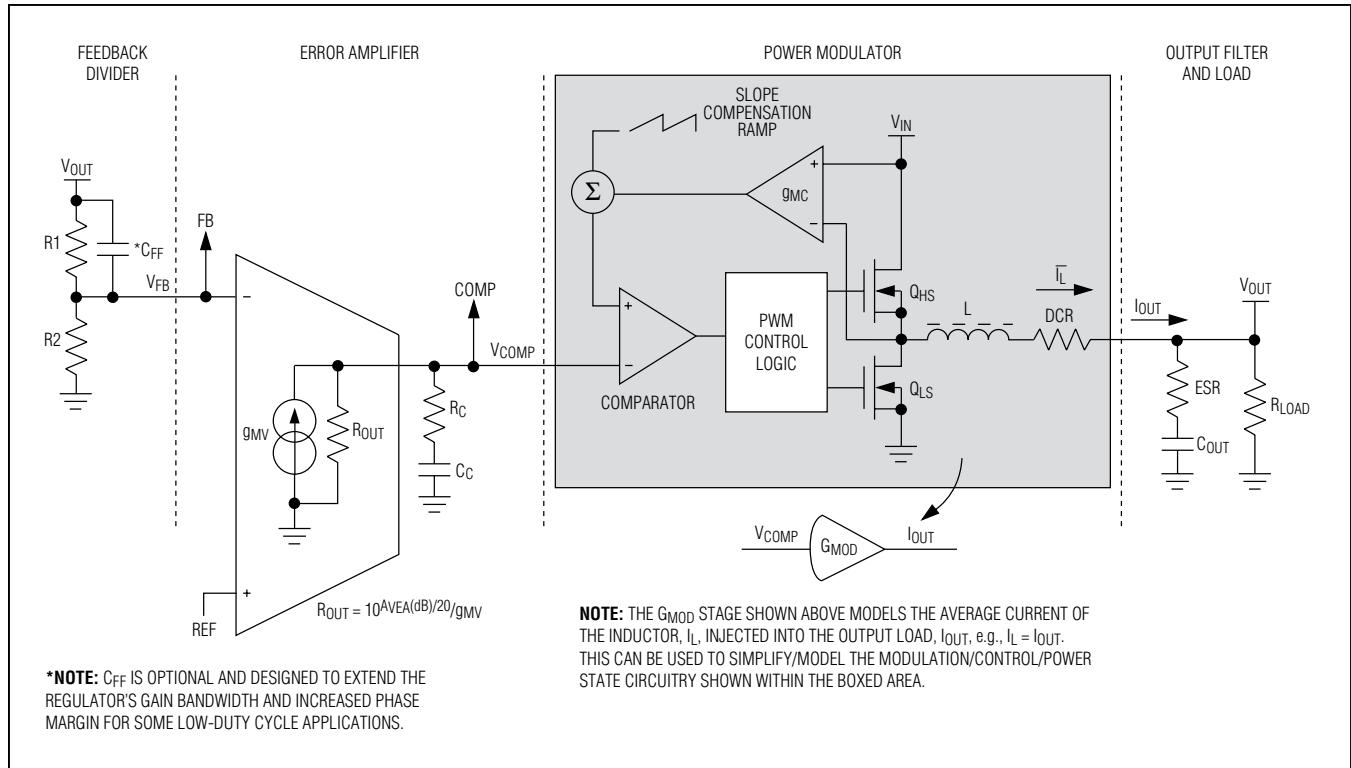 FEEDBACK
DIVIDER
ERROR AMPLIFIER
POWER MODULATOR
OUTPUT FILTER
AND LOAD
VOUT
R1
*CFF
VFB
R2
FB
−
gMV
ROUT
+
REF
ROUT = 10^AVEA(dB)/20/gMV
COMP
VCOMP
RC
CC
SLOPE
COMPENSATION
RAMP
Σ
gMC
+
−
VIN
+
−
COMPARATOR
PWM
CONTROL
LOGIC
QHS
QLS
L
IL
DCR
IOUT
VOUT
ESR
COUT
RLOAD
VCOMP
GMOD
IOUT
*NOTE: CFF IS OPTIONAL AND DESIGNED TO EXTEND THE
REGULATOR'S GAIN BANDWIDTH AND INCREASED PHASE
MARGIN FOR SOME LOW-DUTY CYCLE APPLICATIONS.
NOTE: THE GMOD STAGE SHOWN ABOVE MODELS THE AVERAGE CURRENT OF
THE INDUCTOR, IL, INJECTED INTO THE OUTPUT LOAD, IOUT, e.g., IL = IOUT.
THIS CAN BE USED TO SIMPLIFY/MODEL THE MODULATION/CONTROL/POWER
STATE CIRCUITRY SHOWN WITHIN THE BOXED AREA.